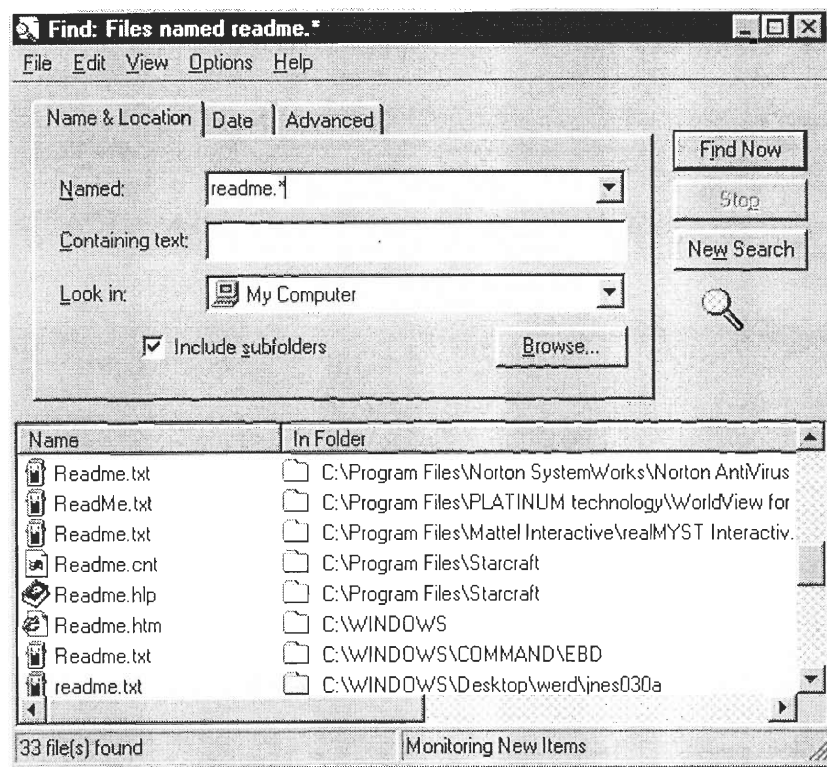 Find: Files named readme.*
File Edit View Options Help
Name & Location Date Advanced
Find Now
Named: readme.*
Stop
Containing text:
New Search
Look in: My Computer
Include subfolders Browse...
Name In Folder
Readme.txt C:\Program Files\Norton SystemWorks\Norton AntiVirus
ReadMe.txt C:\Program Files\PLATINUM technology\WorldView for
Readme.txt C:\Program Files\Mattel Interactive\realMYST Interactiv.
Readme.cnt C:\Program Files\Starcraft
Readme.hlp C:\Program Files\Starcraft
Readme.htm C:\WINDOWS
Readme.txt C:\WINDOWS\COMMAND\EBD
readme.txt C:\WINDOWS\Desktop\werd\jnes030a
33 file(s) found Monitoring New Items